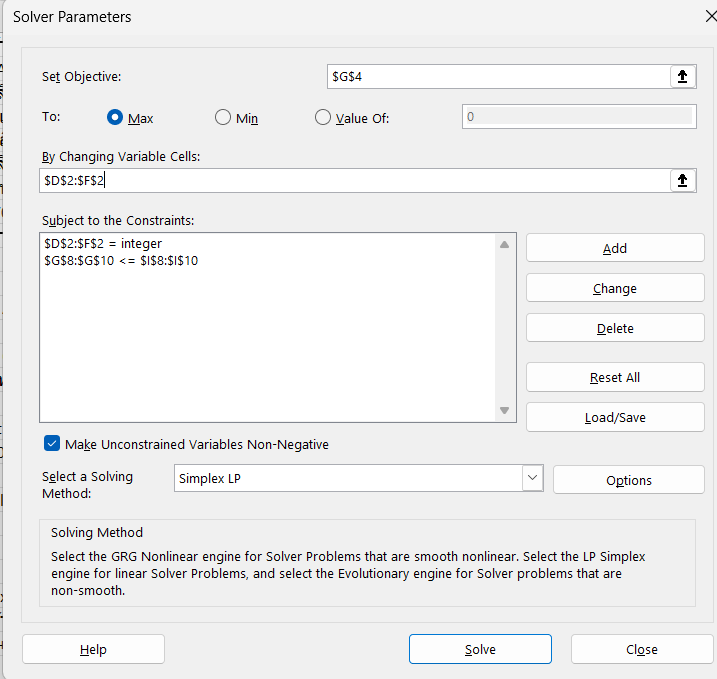 Solver Parameters
Set Objective: $G$4
To: Max Min Value Of: 0
By Changing Variable Cells:
$D$2:$F$2
Subject to the Constraints:
$D$2:$F$2 = integer
$G$8:$G$10 <= $I$8:$I$10
Add
Change
Delete
Reset All
Load/Save
Make Unconstrained Variables Non-Negative
Select a Solving
Method:
Simplex LP
Options
Solving Method
Select the GRG Nonlinear engine for Solver Problems that are smooth nonlinear. Select the LP Simplex
engine for linear Solver Problems, and select the Evolutionary engine for Solver problems that are
non-smooth.
Help Solve Close